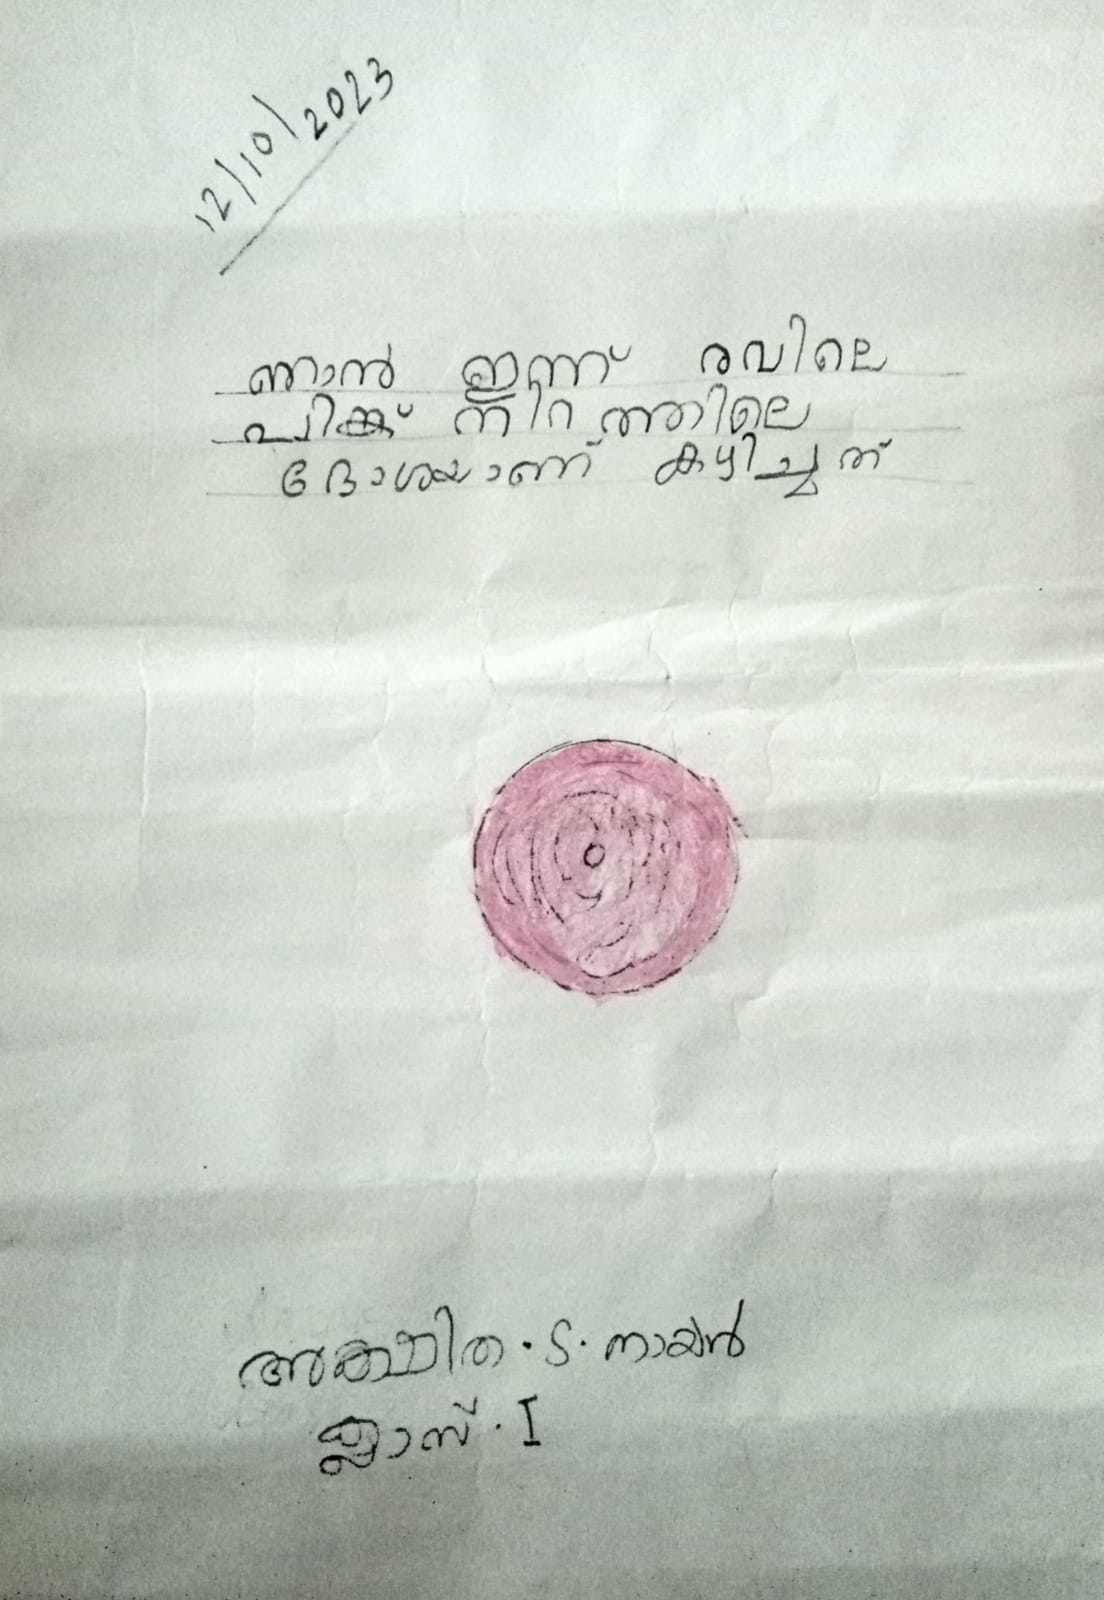 12/10/2023
ഞാൻ ഇന്ന് രവിലെ
പിങ്ക് നിറത്തിലെ
ദോശയാണ് കഴിച്ചത്
അക്ഷിത . S . നായർ
ക്ലാസ് . I